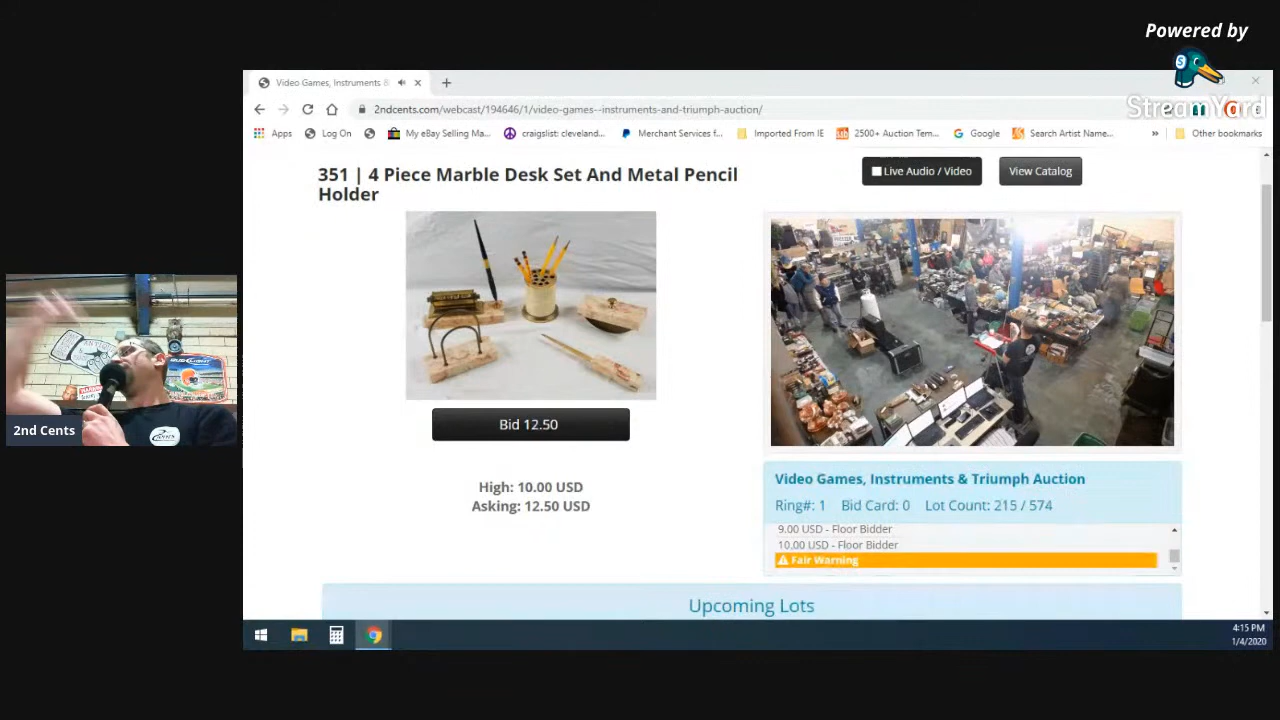 Powered by
StreamYard
Video Games, Instruments &
2ndcents.com/webcast/194646/1/video-games--instruments-and-triumph-auction/
Apps
Log On
My eBay Selling Ma...
craigslist: cleveland...
Merchant Services f...
Imported From IE
2500+ Auction Tem...
Google
Search Artist Name...
»
Other bookmarks
351 | 4 Piece Marble Desk Set And Metal Pencil
Holder
Live Audio / Video
View Catalog
Bid 12.50
High: 10.00 USD
Asking: 12.50 USD
Video Games, Instruments & Triumph Auction
Ring#: 1 Bid Card: 0 Lot Count: 215 / 574
9.00 USD - Floor Bidder
10.00 USD - Floor Bidder
Fair Warning
Upcoming Lots
2nd Cents
4:15 PM
1/4/2020